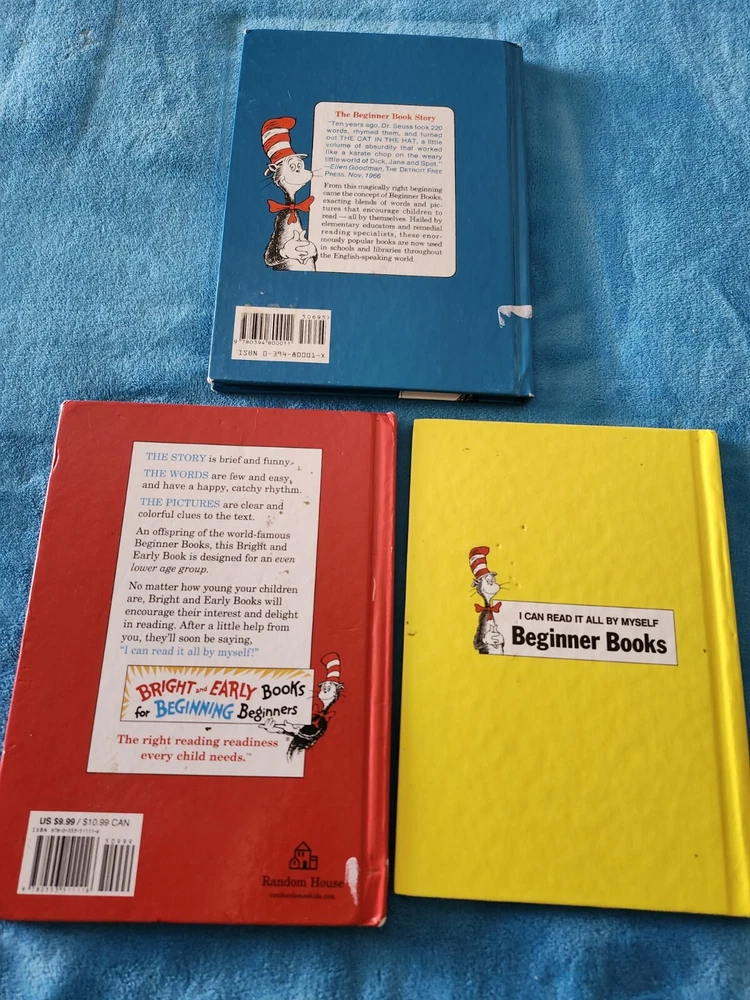 The Beginner Book Story
"Ten years ago, Dr. Seuss took 220
words, rhymed them, and turned
out THE CAT IN THE HAT, a little
volume of absurdity that worked
like a karate chop on the weary
little world of Dick, Jane and Spot."
—Ellen Goodman, THE DETROIT FREE
PRESS, Nov. 1966
From this magically right beginning
came the concept of Beginner Books,
exacting blends of words and pic-
tures that encourage children to
read — all by themselves. Hailed by
elementary educators and remedial
reading specialists, these enor-
mously popular books are now used
in schools and libraries throughout
the English-speaking world.
50695
9 780394 800011
ISBN 0-394-80001-X
THE STORY is brief and funny.
THE WORDS are few and easy,
and have a happy, catchy rhythm.
THE PICTURES are clear and
colorful clues to the text.
An offspring of the world-famous
Beginner Books, this Bright and
Early Book is designed for an even
lower age group.
No matter how young your children
are, Bright and Early Books will
encourage their interest and delight
in reading. After a little help from
you, they'll soon be saying,
"I can read it all by myself!"
BRIGHT and EARLY BOOKS
for BEGINNING Beginners
The right reading readiness
every child needs.™
US $9.99 / $10.99 CAN
50999
Random House
randomhousekids.com
I CAN READ IT ALL BY MYSELF
Beginner Books